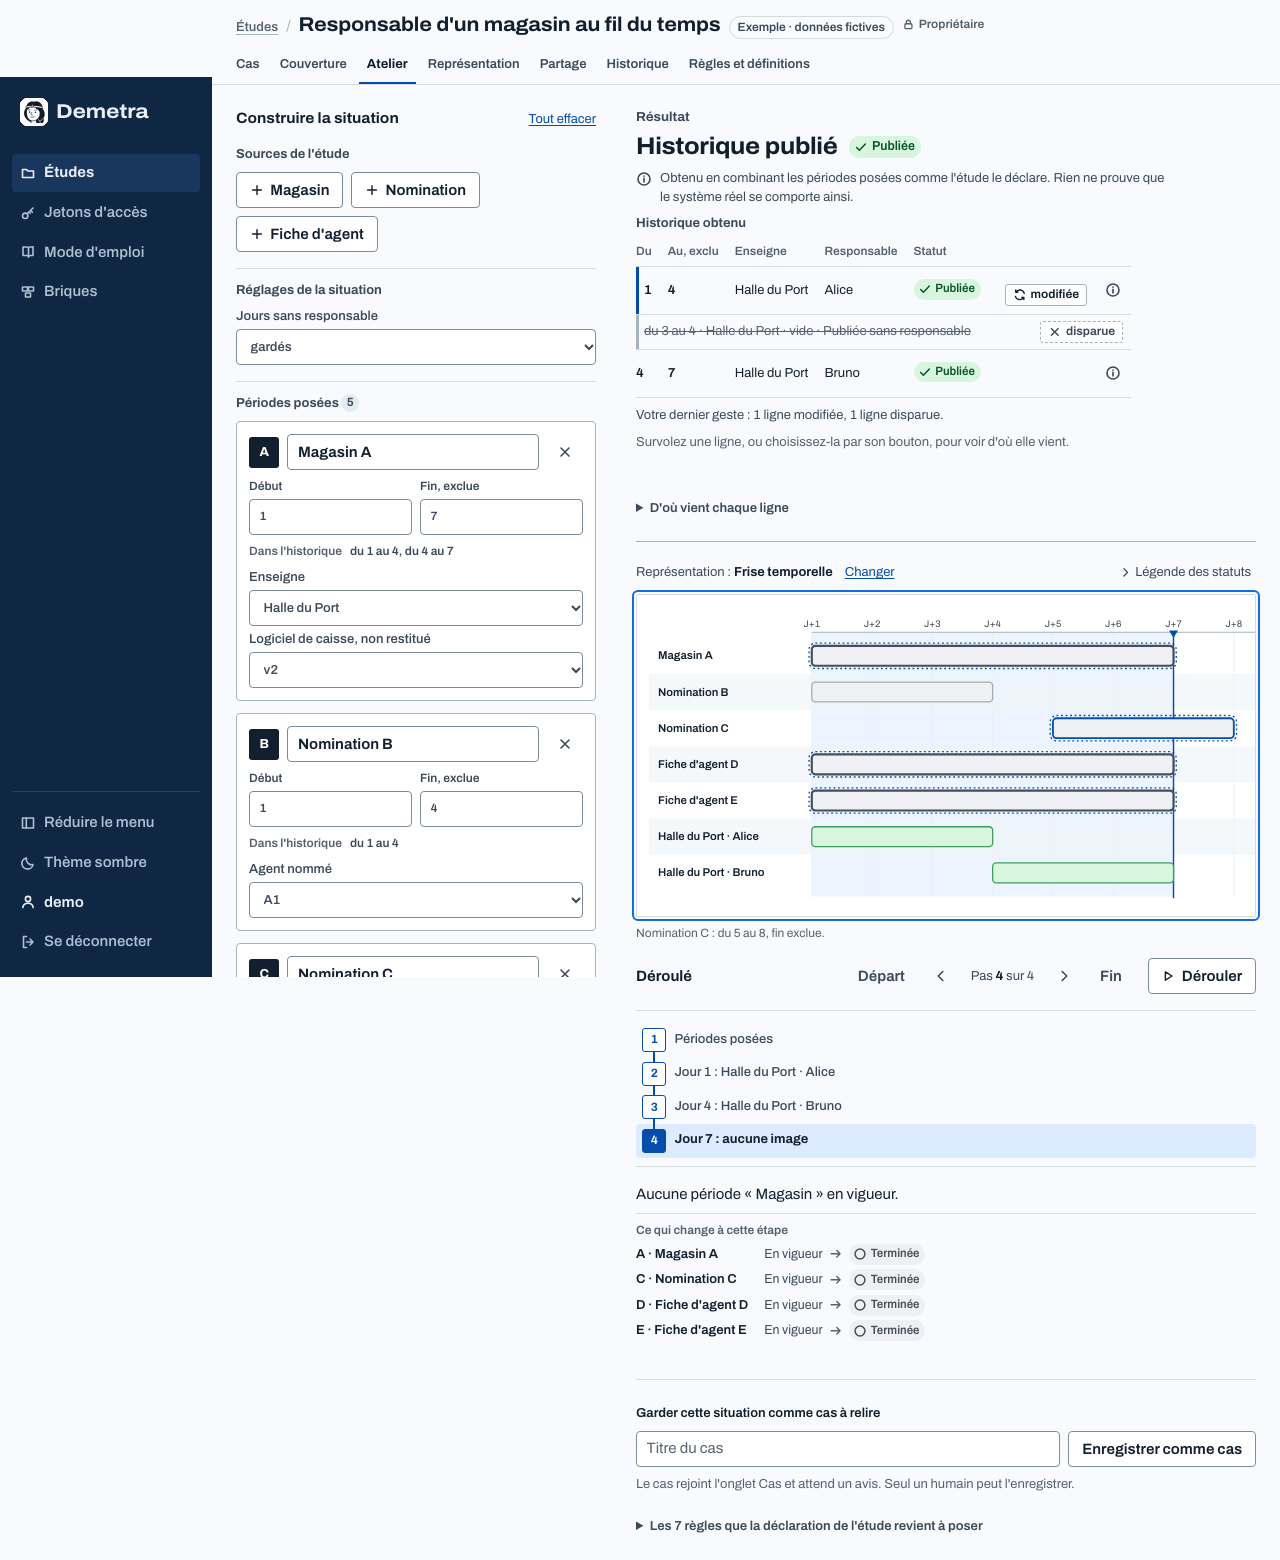 Études / Responsable d'un magasin au fil du temps Exemple · données fictives Propriétaire
Cas Couverture Atelier Représentation Partage Historique Règles et définitions
Demetra
Études
Jetons d'accès
Mode d'emploi
Briques
Réduire le menu
Thème sombre
demo
Se déconnecter
Construire la situation Tout effacer
Sources de l'étude
Magasin Nomination
Fiche d'agent
Réglages de la situation
Jours sans responsable
gardés
Périodes posées 5
A Magasin A
Début Fin, exclue
1 7
Dans l'historique du 1 au 4, du 4 au 7
Enseigne
Halle du Port
Logiciel de caisse, non restitué
v2
B Nomination B
Début Fin, exclue
1 4
Dans l'historique du 1 au 4
Agent nommé
A1
C Nomination C
Résultat
Historique publié Publiée
Obtenu en combinant les périodes posées comme l'étude le déclare. Rien ne prouve que
le système réel se comporte ainsi.
Historique obtenu
Du Au, exclu Enseigne Responsable Statut
1 4 Halle du Port Alice Publiée modifiée
du 3 au 4 · Halle du Port · vide · Publiée sans responsable disparue
4 7 Halle du Port Bruno Publiée
Votre dernier geste : 1 ligne modifiée, 1 ligne disparue.
Survolez une ligne, ou choisissez-la par son bouton, pour voir d'où elle vient.
D'où vient chaque ligne
Représentation : Frise temporelle Changer Légende des statuts
J+1 J+2 J+3 J+4 J+5 J+6 J+7 J+8
Magasin A
Nomination B
Nomination C
Fiche d'agent D
Fiche d'agent E
Halle du Port · Alice
Halle du Port · Bruno
Nomination C : du 5 au 8, fin exclue.
Déroulé Départ Pas 4 sur 4 Fin Dérouler
1 Périodes posées
2 Jour 1 : Halle du Port · Alice
3 Jour 4 : Halle du Port · Bruno
4 Jour 7 : aucune image
Aucune période « Magasin » en vigueur.
Ce qui change à cette étape
A · Magasin A En vigueur → Terminée
C · Nomination C En vigueur → Terminée
D · Fiche d'agent D En vigueur → Terminée
E · Fiche d'agent E En vigueur → Terminée
Garder cette situation comme cas à relire
Titre du cas Enregistrer comme cas
Le cas rejoint l'onglet Cas et attend un avis. Seul un humain peut l'enregistrer.
Les 7 règles que la déclaration de l'étude revient à poser